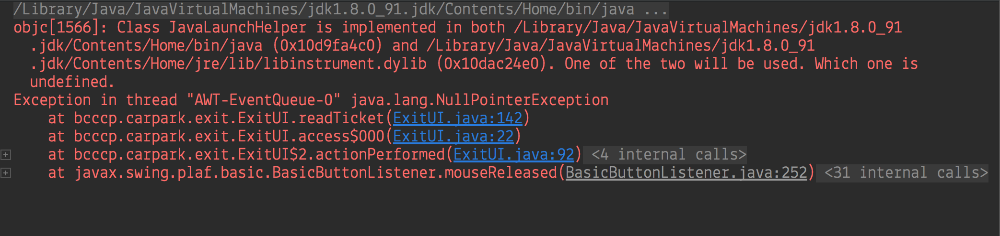 /Library/Java/JavaVirtualMachines/jdk1.8.0_91.jdk/Contents/Home/bin/java ...
objc[1566]: Class JavaLaunchHelper is implemented in both /Library/Java/JavaVirtualMachines/jdk1.8.0_91
.jdk/Contents/Home/bin/java (0x10d9fa4c0) and /Library/Java/JavaVirtualMachines/jdk1.8.0_91
.jdk/Contents/Home/jre/lib/libinstrument.dylib (0x10dac24e0). One of the two will be used. Which one is
undefined.
Exception in thread "AWT-EventQueue-0" java.lang.NullPointerException
at bcccp.carpark.exit.ExitUI.readTicket(ExitUI.java:142)
at bcccp.carpark.exit.ExitUI.access$000(ExitUI.java:22)
at bcccp.carpark.exit.ExitUI$2.actionPerformed(ExitUI.java:92) <4 internal calls>
at javax.swing.plaf.basic.BasicButtonListener.mouseReleased(BasicButtonListener.java:252) <31 internal calls>